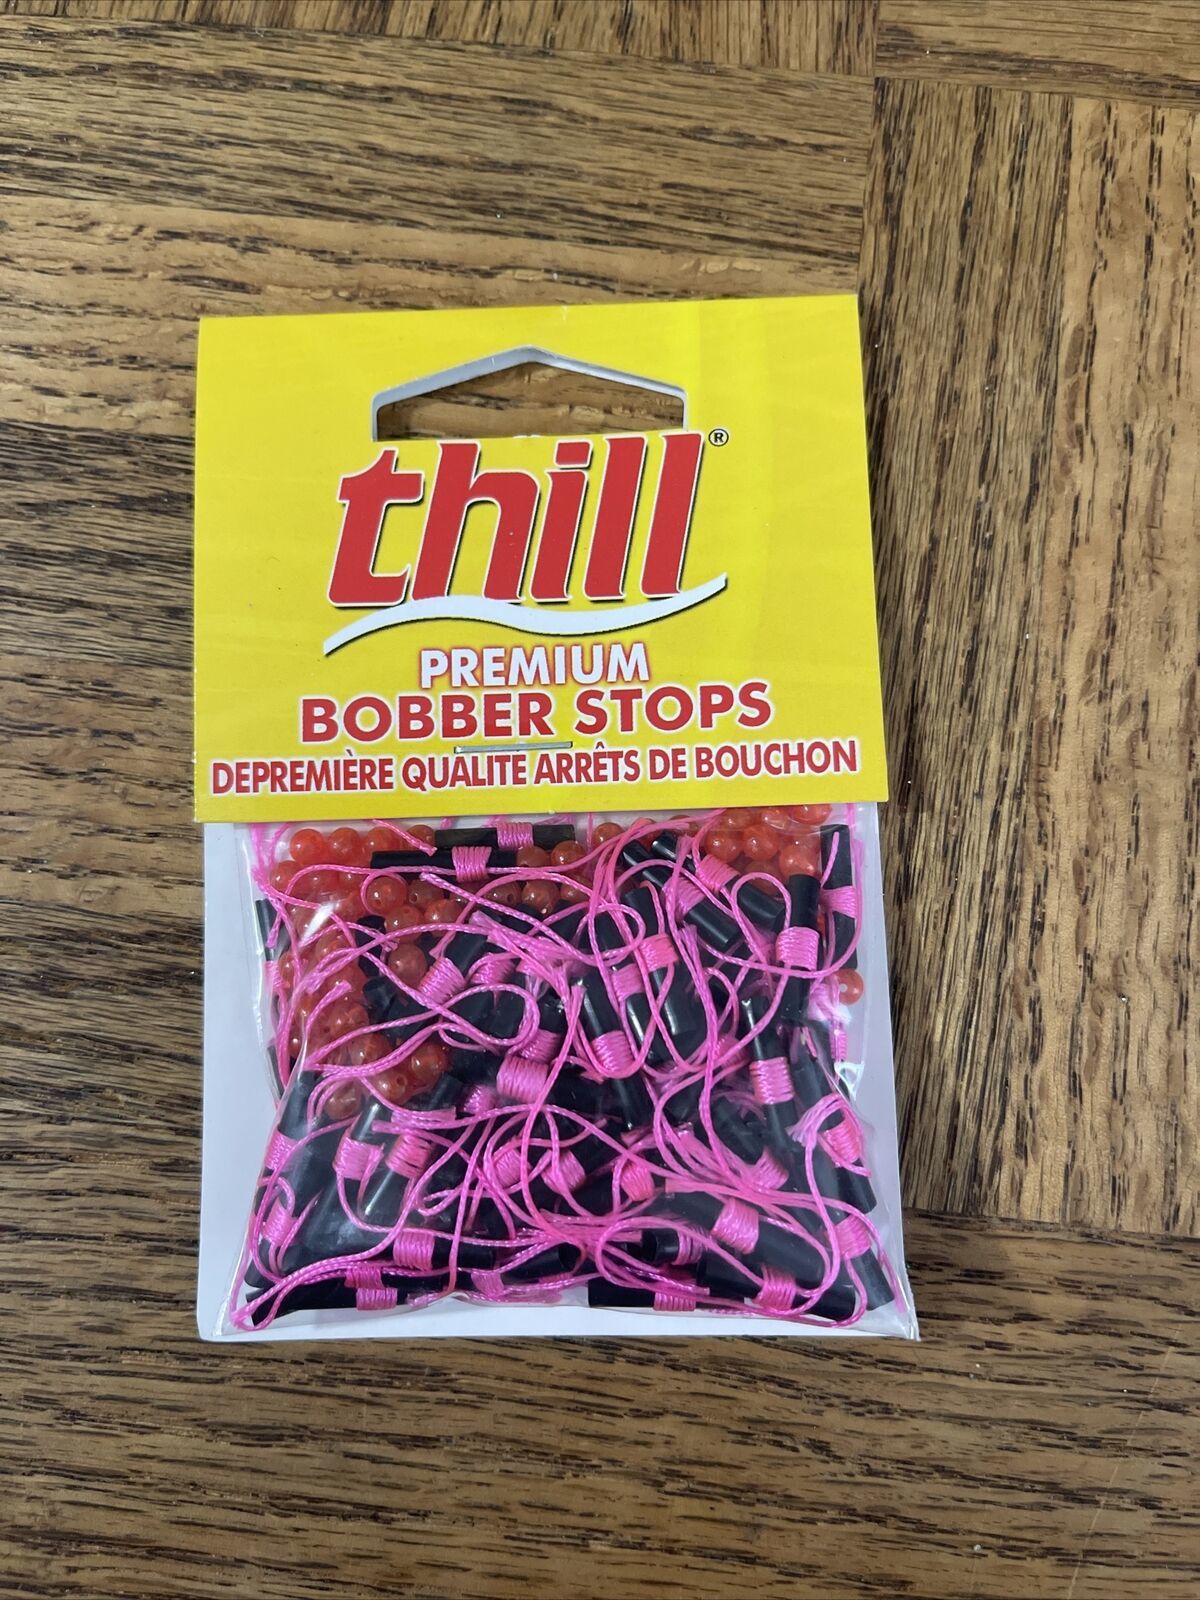 thill®
PREMIUM
BOBBER STOPS
DEPREMIÈRE QUALITE ARRÊTS DE BOUCHON